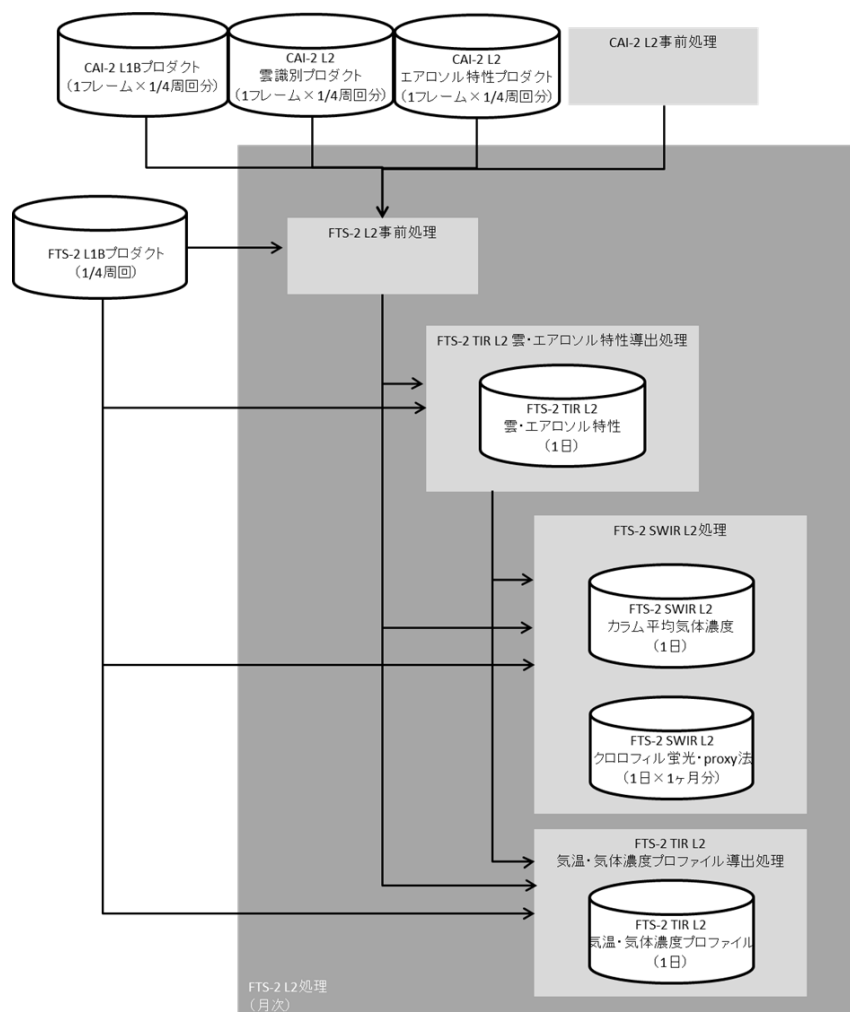 CAI-2 L1Bプロダクト
(1フレーム×1/4周回分)
CAI-2 L2
雲識別プロダクト
(1フレーム×1/4周回分)
CAI-2 L2
エアロゾル特性プロダクト
(1フレーム×1/4周回分)
CAI-2 L2事前処理
FTS-2 L1Bプロダクト
(1/4周回)
FTS-2 L2事前処理
FTS-2 TIR L2 雲・エアロゾル特性導出処理
FTS-2 TIR L2
雲・エアロゾル特性
(1日)
FTS-2 SWIR L2処理
FTS-2 SWIR L2
カラム平均気体濃度
(1日)
FTS-2 SWIR L2
クロロフィル蛍光・proxy法
(1日×1ヶ月分)
FTS-2 TIR L2
気温・気体濃度プロファイル導出処理
FTS-2 TIR L2
気温・気体濃度プロファイル
(1日)
FTS-2 L2処理
(月次)